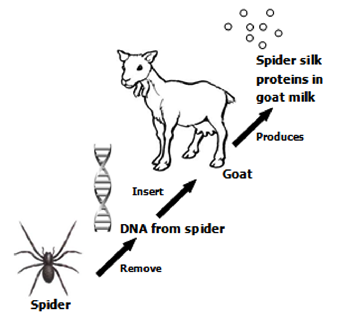 Spider silk
proteins in
goat milk
Produces
Goat
Insert
DNA from spider
Remove
Spider